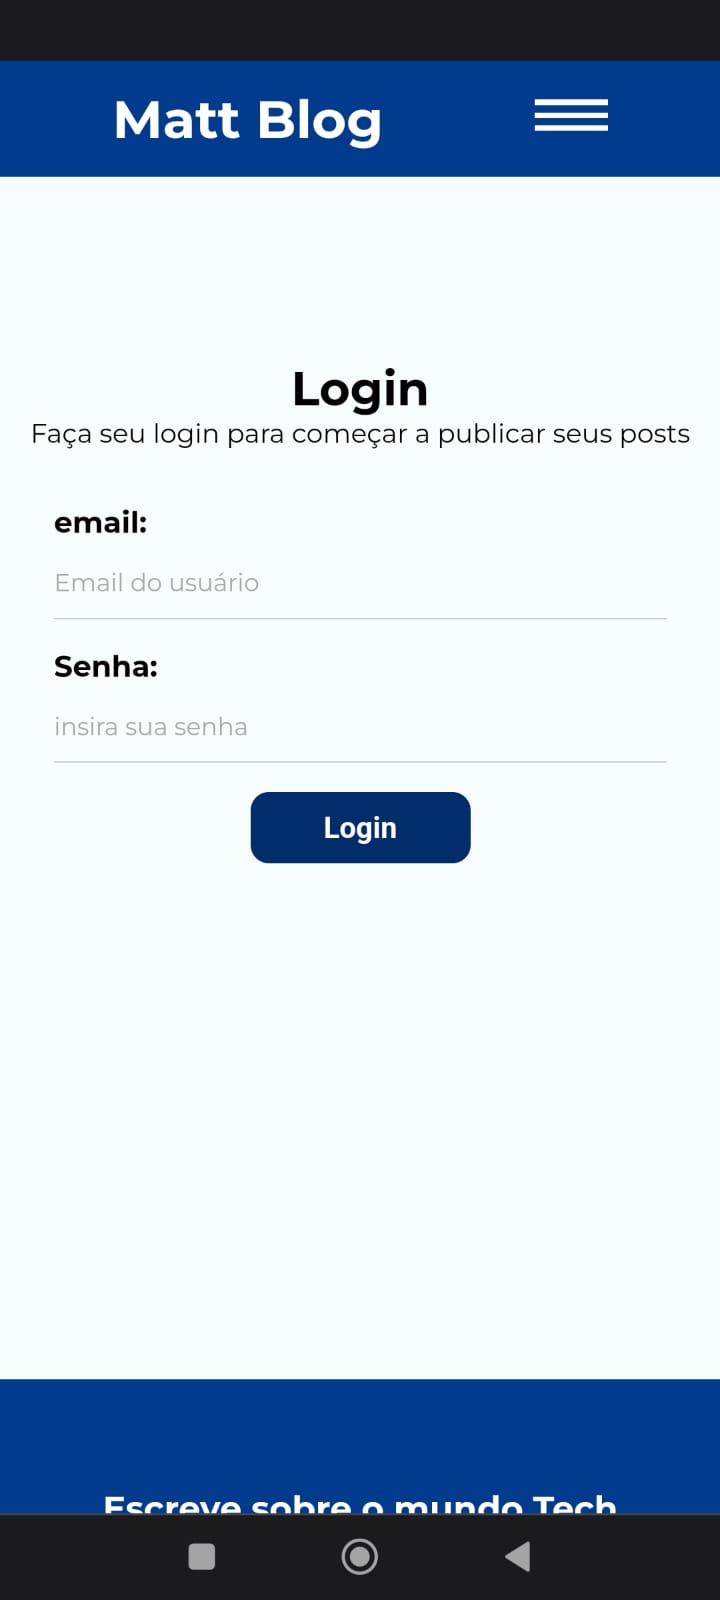 Matt Blog
Login
Faça seu login para começar a publicar seus posts
email:
Email do usuário
Senha:
insira sua senha
Login
Escreve sobre o mundo Tech